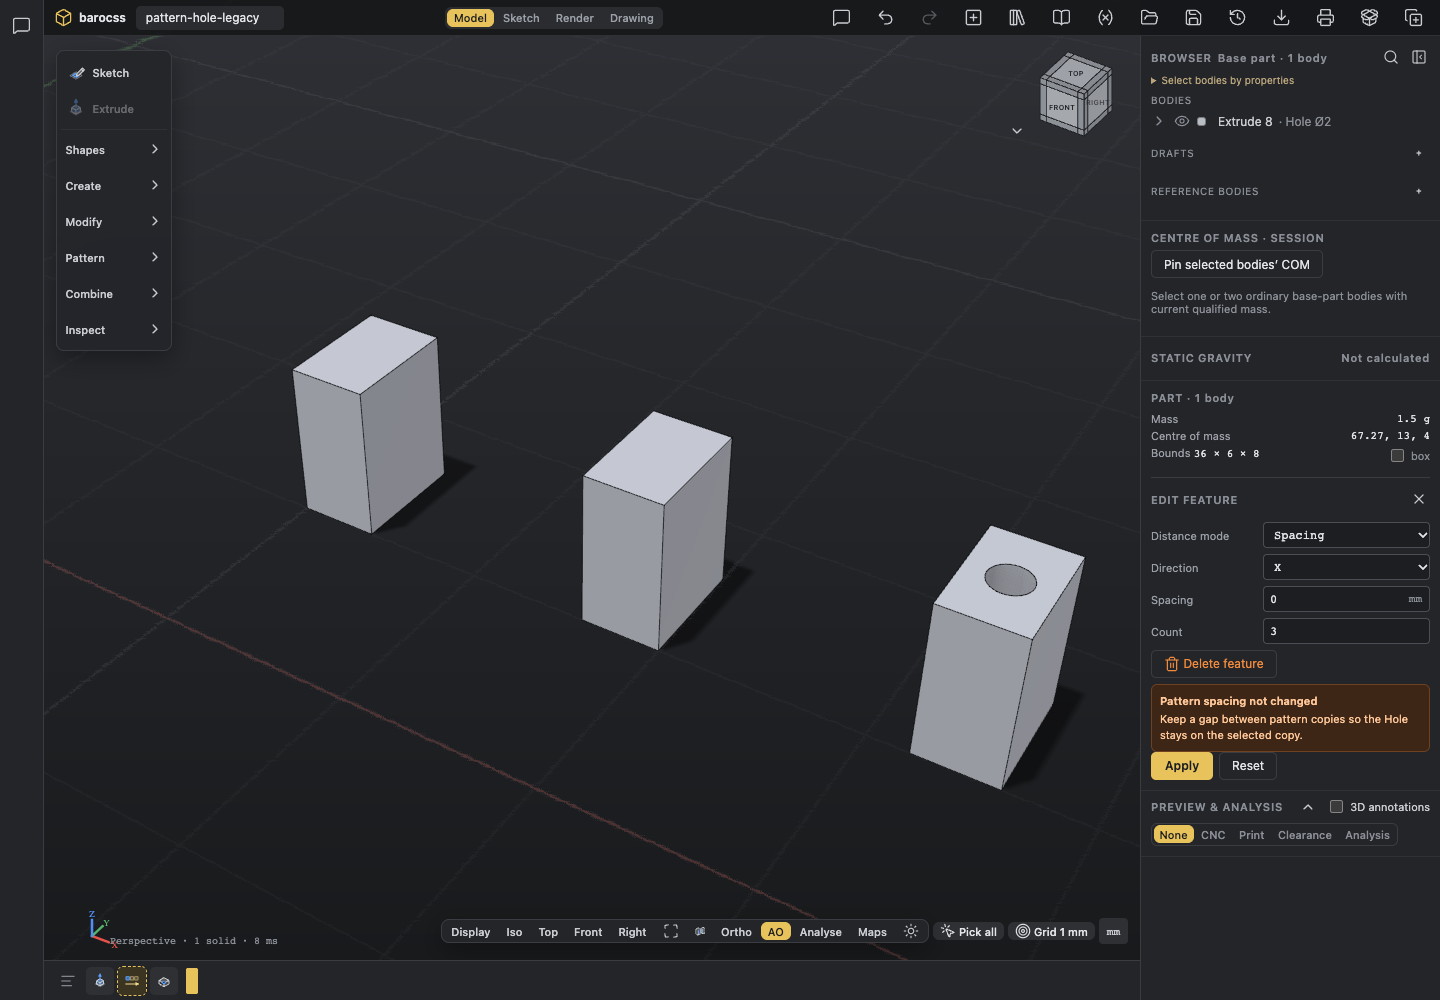 barocss
pattern-hole-legacy
Model Sketch Render Drawing
Sketch
Extrude
Shapes
Create
Modify
Pattern
Combine
Inspect
TOP
FRONT
RIGHT
BROWSER Base part · 1 body
Select bodies by properties
BODIES
Extrude 8 · Hole Ø2
DRAFTS
REFERENCE BODIES
CENTRE OF MASS · SESSION
Pin selected bodies’ COM
Select one or two ordinary base-part bodies with
current qualified mass.
STATIC GRAVITY Not calculated
PART · 1 body
Mass 1.5 g
Centre of mass 67.27, 13, 4
Bounds 36 × 6 × 8 box
EDIT FEATURE
Distance mode Spacing
Direction X
Spacing 0 mm
Count 3
Delete feature
Pattern spacing not changed
Keep a gap between pattern copies so the Hole
stays on the selected copy.
Apply Reset
PREVIEW & ANALYSIS 3D annotations
None CNC Print Clearance Analysis
Z
Y
X
Perspective · 1 solid · 8 ms
Display Iso Top Front Right Ortho AO Analyse Maps Pick all Grid 1 mm mm